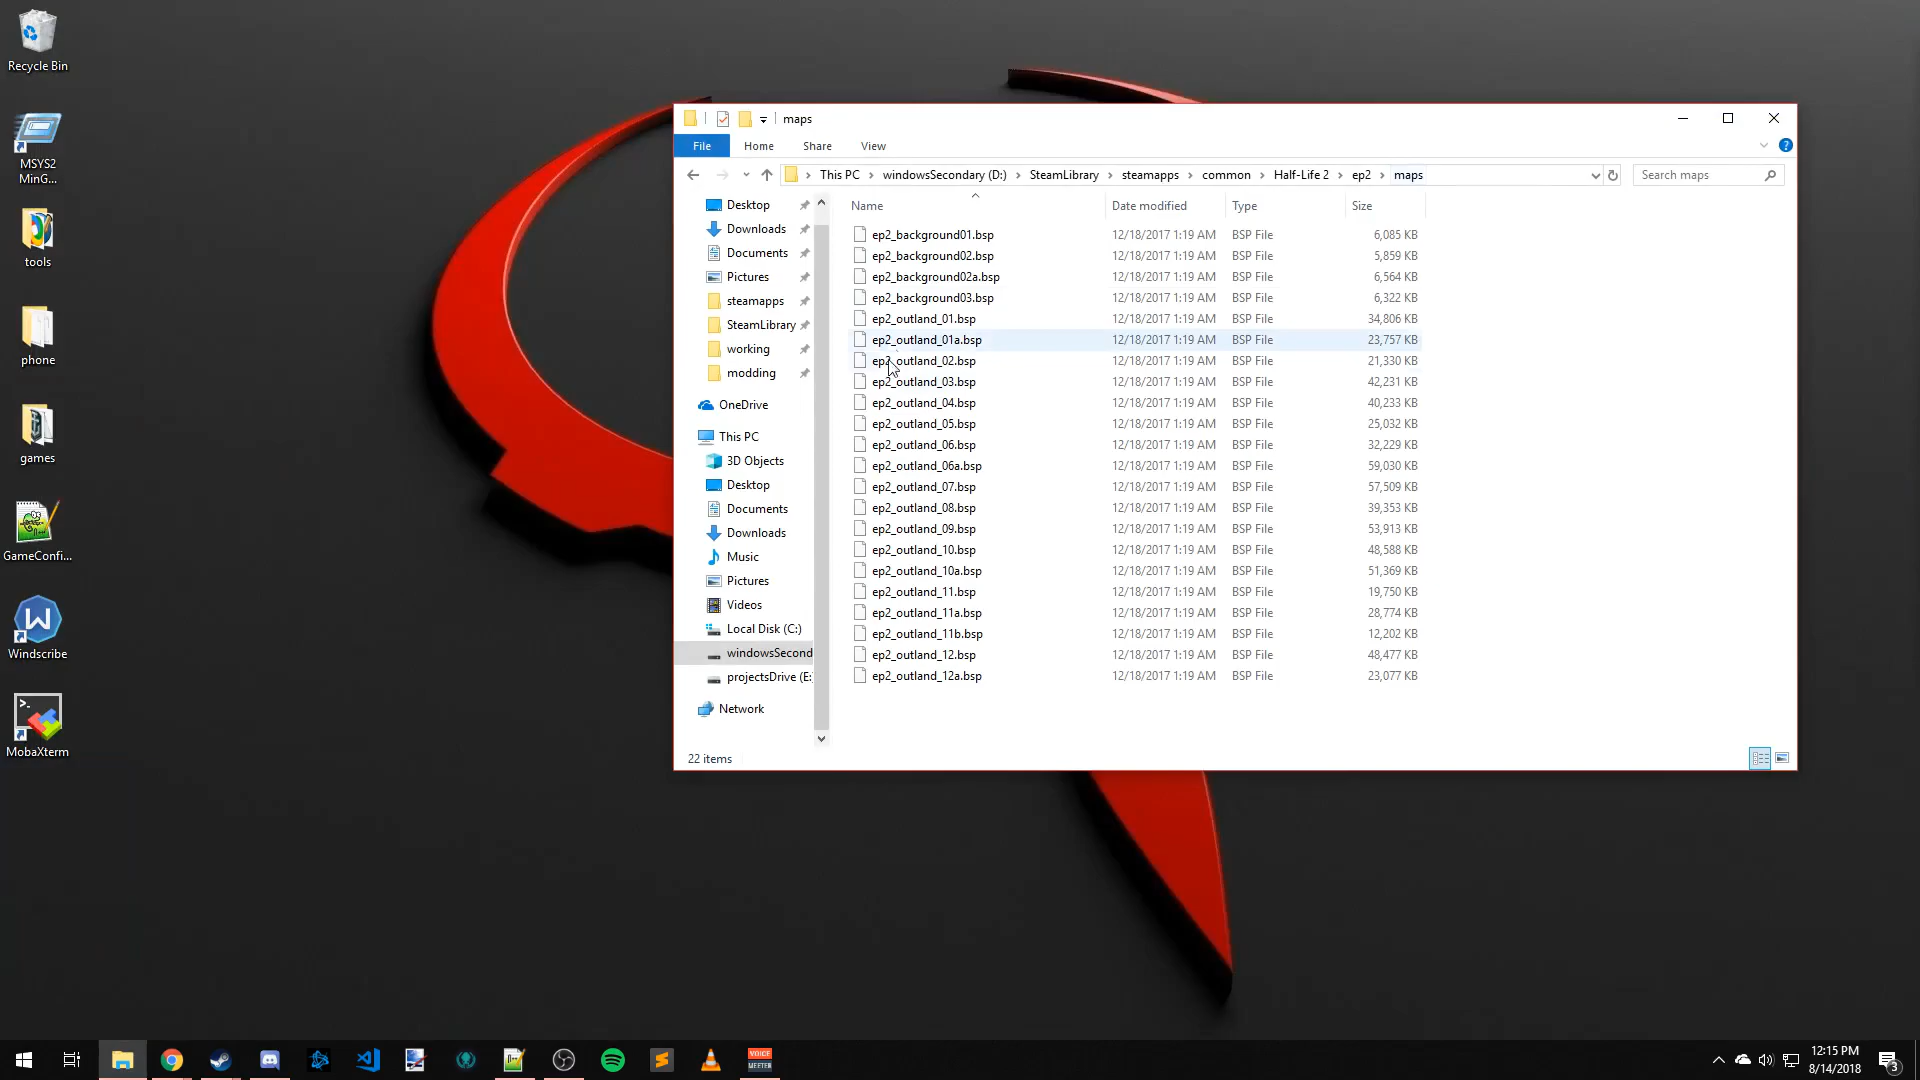 Recycle Bin
MSYS2
MinG...
tools
phone
games
GameConfi...
Windscribe
MobaXterm
maps
File
Home
Share
View
This PC
windowsSecondary (D:)
SteamLibrary
steamapps
common
Half-Life 2
ep2
maps
Search maps
Desktop
Downloads
Documents
Pictures
steamapps
SteamLibrary
working
modding
OneDrive
This PC
3D Objects
Desktop
Documents
Downloads
Music
Pictures
Videos
Local Disk (C:)
windowsSecond
projectsDrive (E:
Network
Name Date modified Type Size
ep2_background01.bsp 12/18/2017 1:19 AM BSP File 6,085 KB
ep2_background02.bsp 12/18/2017 1:19 AM BSP File 5,859 KB
ep2_background02a.bsp 12/18/2017 1:19 AM BSP File 6,564 KB
ep2_background03.bsp 12/18/2017 1:19 AM BSP File 6,322 KB
ep2_outland_01.bsp 12/18/2017 1:19 AM BSP File 34,806 KB
ep2_outland_01a.bsp 12/18/2017 1:19 AM BSP File 23,757 KB
ep2_outland_02.bsp 12/18/2017 1:19 AM BSP File 21,330 KB
ep2_outland_03.bsp 12/18/2017 1:19 AM BSP File 42,231 KB
ep2_outland_04.bsp 12/18/2017 1:19 AM BSP File 40,233 KB
ep2_outland_05.bsp 12/18/2017 1:19 AM BSP File 25,032 KB
ep2_outland_06.bsp 12/18/2017 1:19 AM BSP File 32,229 KB
ep2_outland_06a.bsp 12/18/2017 1:19 AM BSP File 59,030 KB
ep2_outland_07.bsp 12/18/2017 1:19 AM BSP File 57,509 KB
ep2_outland_08.bsp 12/18/2017 1:19 AM BSP File 39,353 KB
ep2_outland_09.bsp 12/18/2017 1:19 AM BSP File 53,913 KB
ep2_outland_10.bsp 12/18/2017 1:19 AM BSP File 48,588 KB
ep2_outland_10a.bsp 12/18/2017 1:19 AM BSP File 51,369 KB
ep2_outland_11.bsp 12/18/2017 1:19 AM BSP File 19,750 KB
ep2_outland_11a.bsp 12/18/2017 1:19 AM BSP File 28,774 KB
ep2_outland_11b.bsp 12/18/2017 1:19 AM BSP File 12,202 KB
ep2_outland_12.bsp 12/18/2017 1:19 AM BSP File 48,477 KB
ep2_outland_12a.bsp 12/18/2017 1:19 AM BSP File 23,077 KB
22 items
VOICE
MEETER
12:15 PM
8/14/2018
3